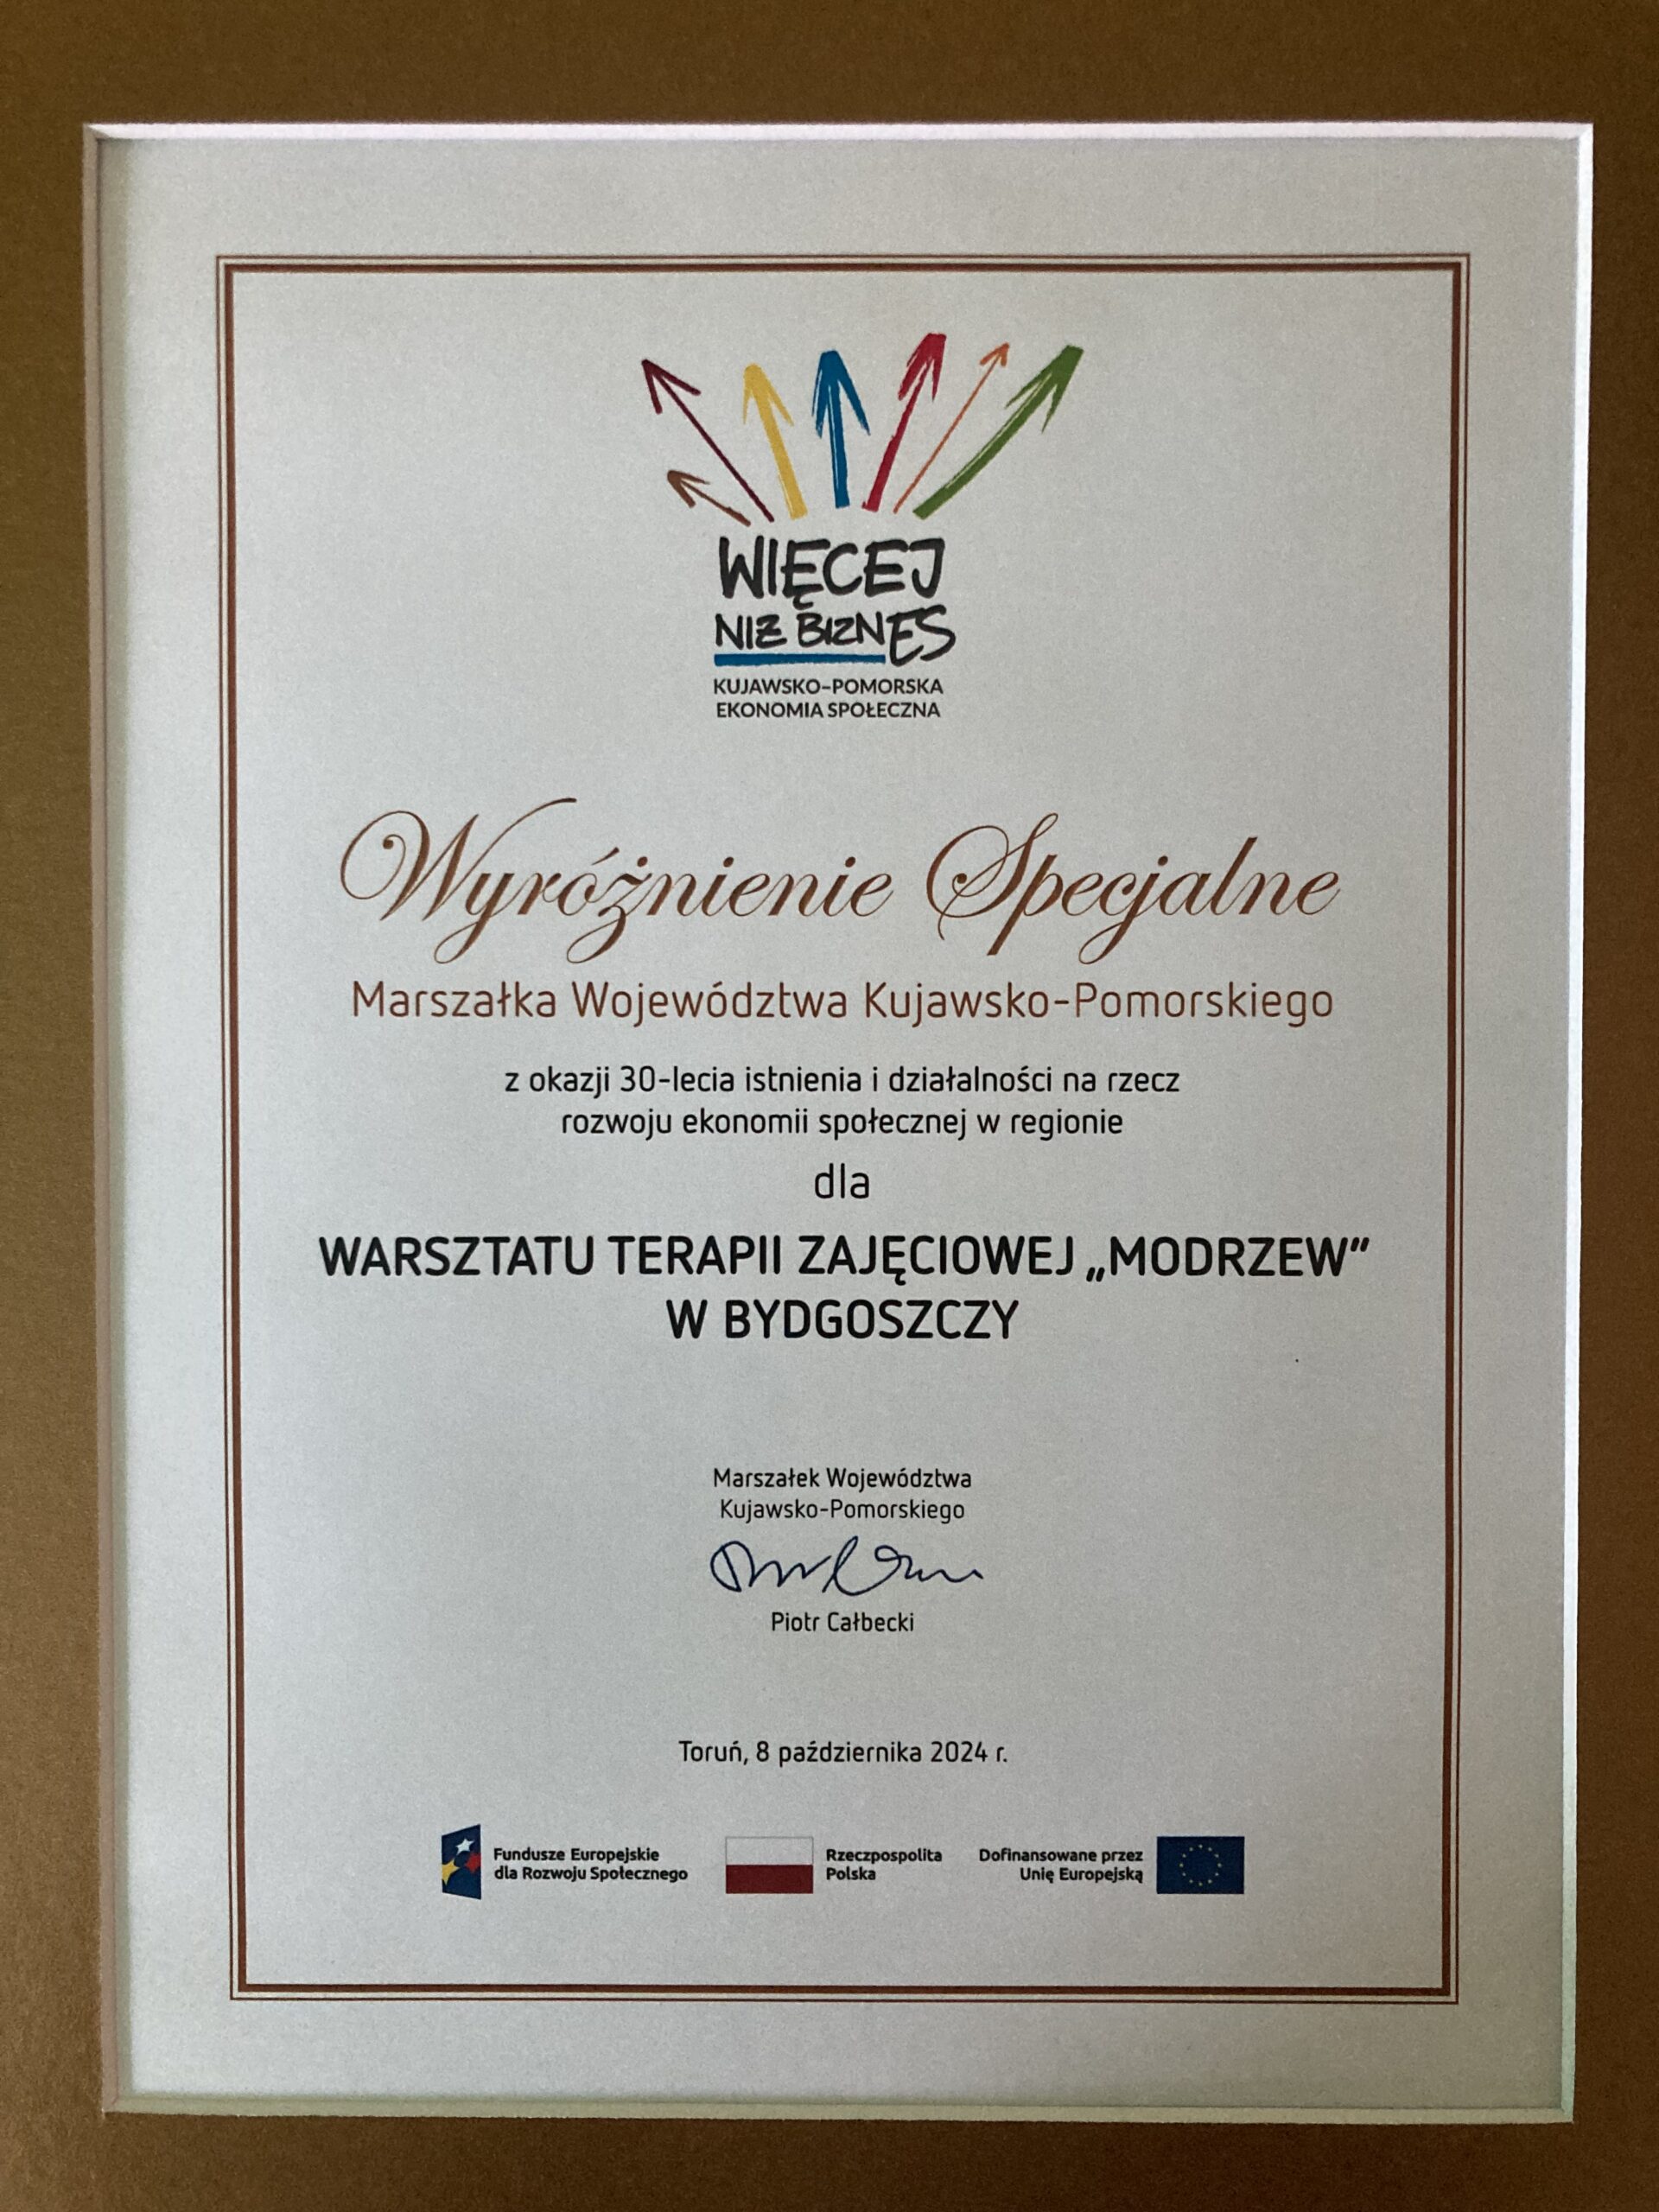 WIĘCEJ
NIŻ BIZNES
KUJAWSKO-POMORSKA
EKONOMIA SPOŁECZNA
Wyróżnienie Specjalne
Marszałka Województwa Kujawsko-Pomorskiego
z okazji 30-lecia istnienia i działalności na rzecz
rozwoju ekonomii społecznej w regionie
dla
WARSZTATU TERAPII ZAJĘCIOWEJ „MODRZEW”
W BYDGOSZCZY
Marszałek Województwa
Kujawsko-Pomorskiego
Piotr Całbecki
Toruń, 8 października 2024 r.
Fundusze Europejskie
dla Rozwoju Społecznego
Rzeczpospolita
Polska
Dofinansowane przez
Unię Europejską